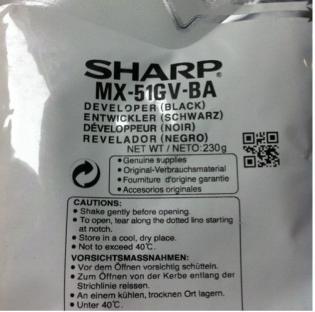 SHARP®
MX-51GV-BA
DEVELOPER (BLACK)
ENTWICKLER (SCHWARZ)
DÉVELOPPEUR (NOIR)
REVELADOR (NEGRO)
NET WT / NETO:230g
• Genuine supplies
• Original-Verbrauchsmaterial
• Fourniture d'origine garantie
• Accesorios originales
CAUTIONS:
• Shake gently before opening.
• To open, tear along the dotted line starting
at notch.
• Store in a cool, dry place.
• Not to exceed 40℃.
VORSICHTSMASSNAHMEN:
• Vor dem Öffnen vorsichtig schütteln.
• Zum Öffnen von der Kerbe entlang der
Strichlinie reissen.
• An einem kühlen, trocknen Ort lagern.
• Unter 40℃.